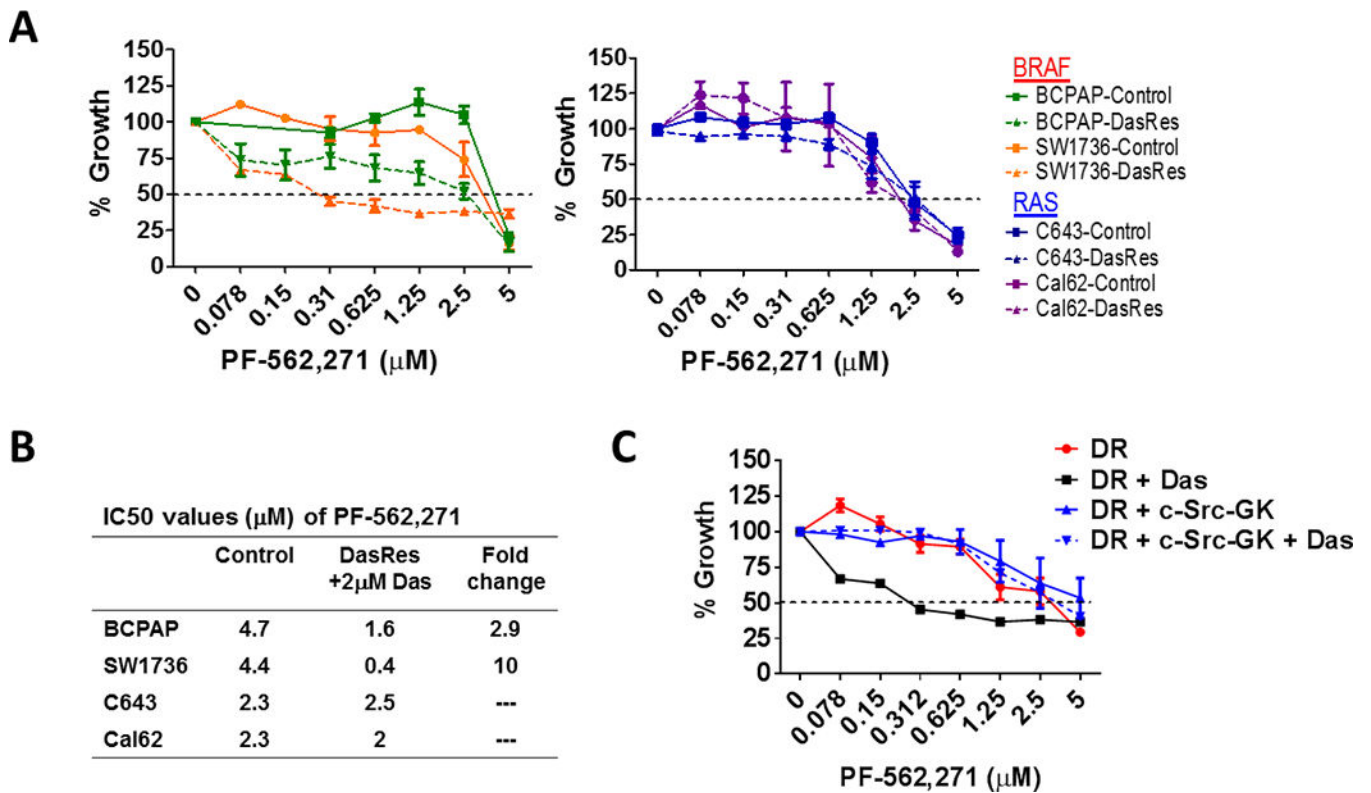 A
150
125
100
75
50
25
0
% Growth
0
0.078
0.15
0.31
0.625
1.25
2.5
5
PF-562,271 (μM)
150
125
100
75
50
25
0
% Growth
0
0.078
0.15
0.31
0.625
1.25
2.5
5
PF-562,271 (μM)
BRAF
BCPAP-Control
BCPAP-DasRes
SW1736-Control
SW1736-DasRes
RAS
C643-Control
C643-DasRes
Cal62-Control
Cal62-DasRes
B
IC50 values (μM) of PF-562,271
Control DasRes +2μM Das Fold change
BCPAP 4.7 1.6 2.9
SW1736 4.4 0.4 10
C643 2.3 2.5 ---
Cal62 2.3 2 ---
C
150
125
100
75
50
25
0
% Growth
0
0.078
0.15
0.312
0.625
1.25
2.5
5
PF-562,271 (μM)
DR
DR + Das
DR + c-Src-GK
DR + c-Src-GK + Das